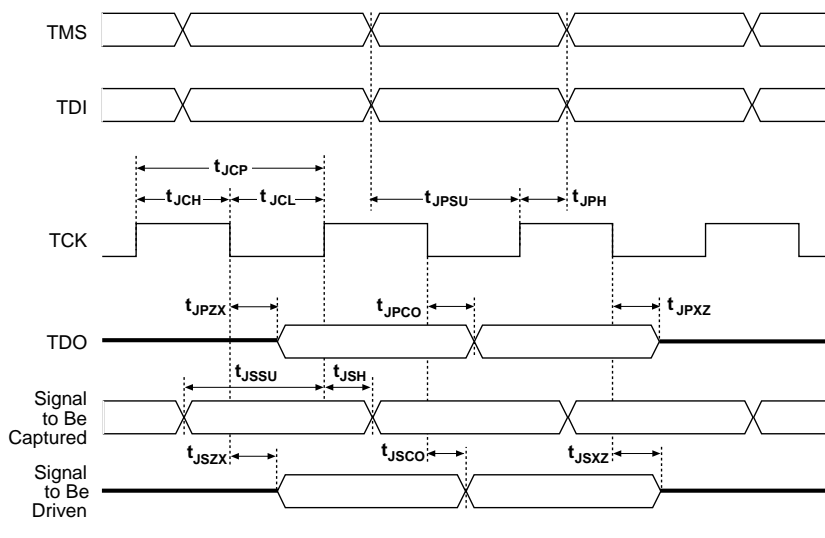 TMS
TDI
tJCP
tJCH
tJCL
tJPSU
tJPH
TCK
tJPZX
tJPCO
tJPXZ
TDO
tJSSU
tJSH
Signal
to Be
Captured
tJSZX
tJSCO
tJSXZ
Signal
to Be
Driven